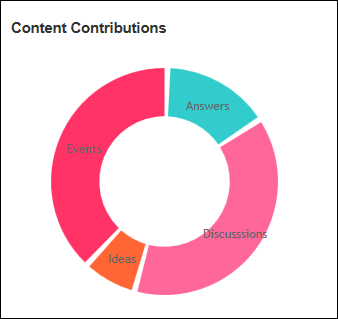 Content Contributions
Answers
Events
Discusssions
Ideas